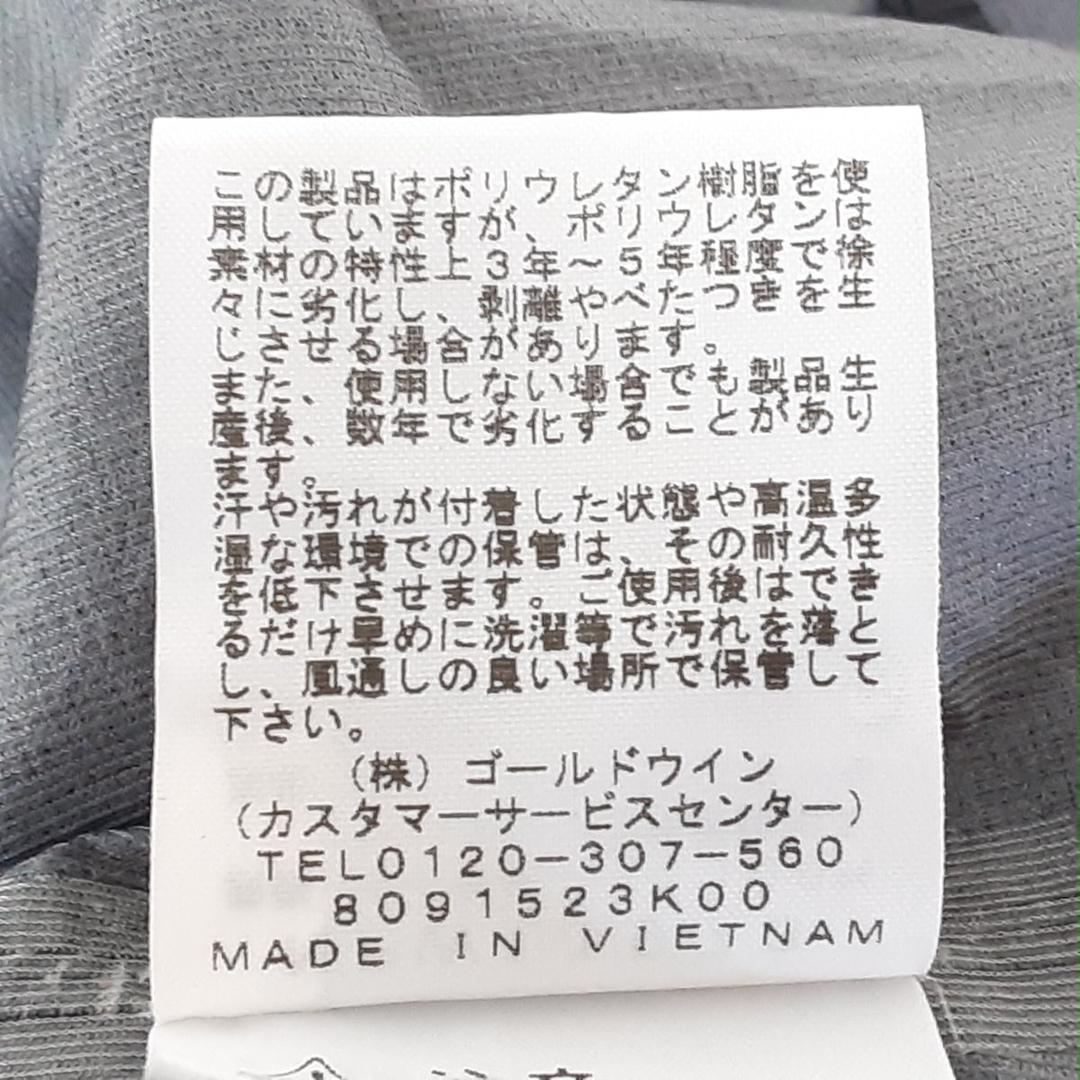 この製品はポリウレタン樹脂を使
用していますが、ポリウレタンは
素材の特性上3年～5年程度で徐
々に劣化し、剥離やべたつきを生
じさせる場合があります。
また、使用しない場合でも製品生
産後、数年で劣化することがあり
ます。
汗や汚れが付着した状態や高温多
湿な環境での保管は、その耐久性
を低下させます。ご使用後はでき
るだけ早めに洗濯等で汚れを落と
し、風通しの良い場所で保管して
下さい。
（株）ゴールドウイン
（カスタマーサービスセンター）
TEL0120－307－560
8091523K00
MADE IN VIETNAM